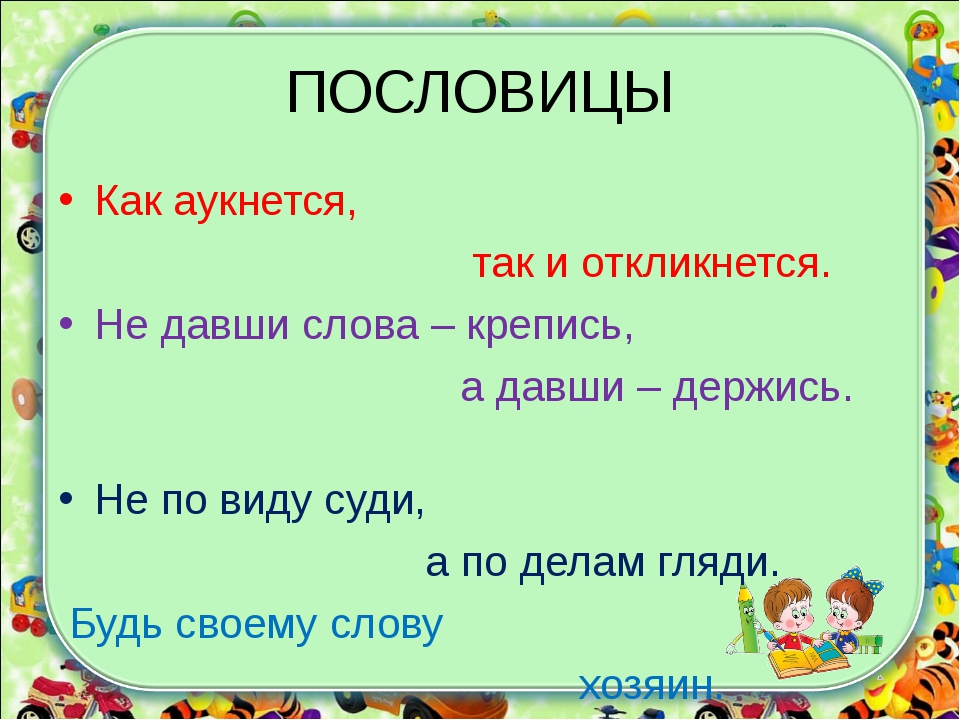 ПОСЛОВИЦЫ
• Как аукнется,
так и откликнется.
• Не давши слова – крепись,
а давши – держись.
• Не по виду суди,
а по делам гляди.
Будь своему слову
хозяин.